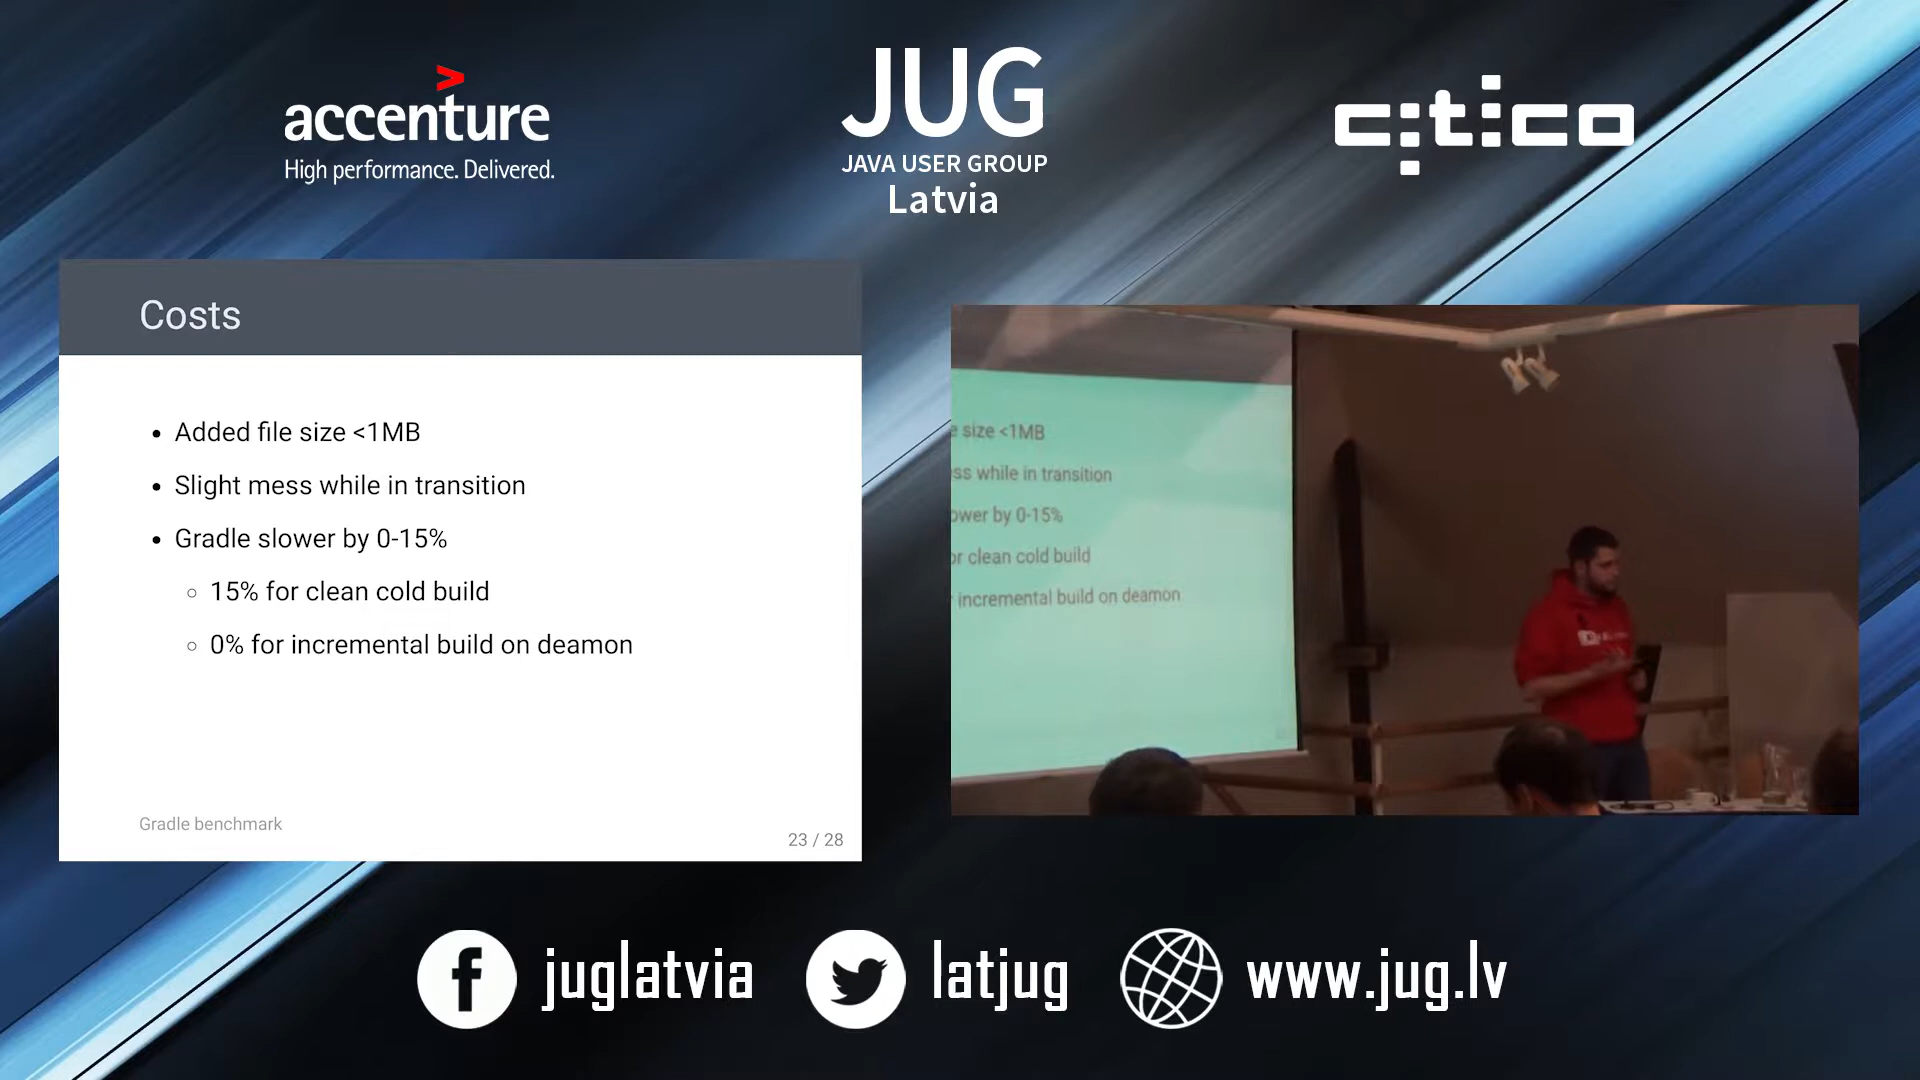 accenture
High performance. Delivered.
JUG
JAVA USER GROUP
Latvia
citico
Costs
Added file size <1MB
Slight mess while in transition
Gradle slower by 0-15%
15% for clean cold build
0% for incremental build on deamon
Gradle benchmark
23 / 28
size <1MB
while in transition
by 0-15%
clean cold build
incremental build on deamon
juglatvia
latjug
www.jug.lv